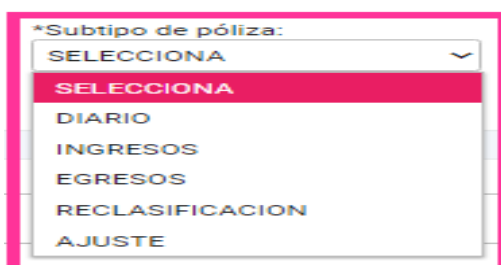 *Subtipo de póliza:
SELECCIONA
SELECCIONA
DIARIO
INGRESOS
EGRESOS
RECLASIFICACION
AJUSTE